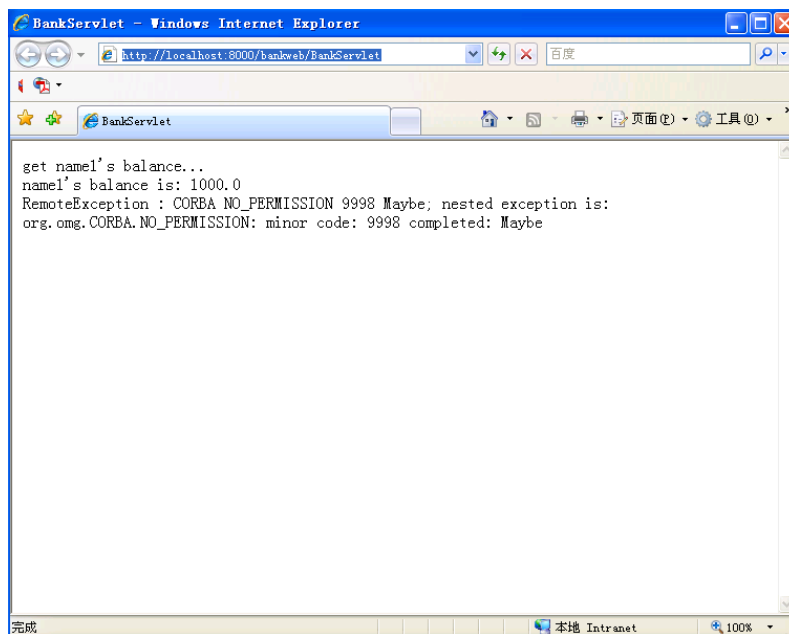 BankServlet - Windows Internet Explorer
http://localhost:8000/bankweb/BankServlet
百度
BankServlet
页面(P)
工具(O)
get name1's balance...
name1's balance is: 1000.0
RemoteException : CORBA NO_PERMISSION 9998 Maybe; nested exception is:
org.omg.CORBA.NO_PERMISSION: minor code: 9998 completed: Maybe
完成
本地 Intranet
100%